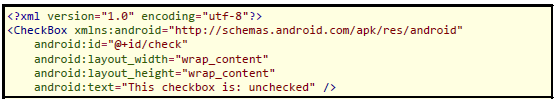 <?xml version="1.0" encoding="utf-8"?>
<CheckBox xmlns:android="http://schemas.android.com/apk/res/android"
    android:id="@+id/check"
    android:layout_width="wrap_content"
    android:layout_height="wrap_content"
    android:text="This checkbox is: unchecked" />